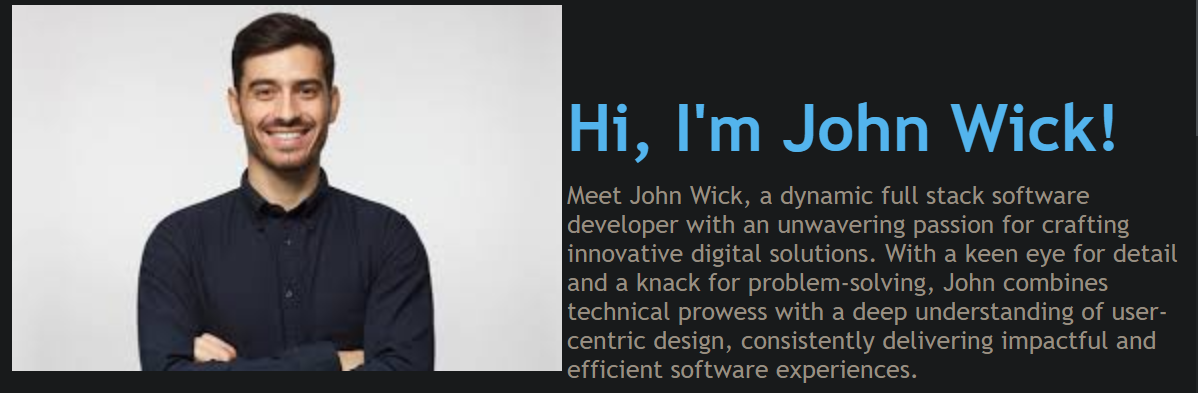 Hi, I'm John Wick!
Meet John Wick, a dynamic full stack software
developer with an unwavering passion for crafting
innovative digital solutions. With a keen eye for detail
and a knack for problem-solving, John combines
technical prowess with a deep understanding of user-
centric design, consistently delivering impactful and
efficient software experiences.